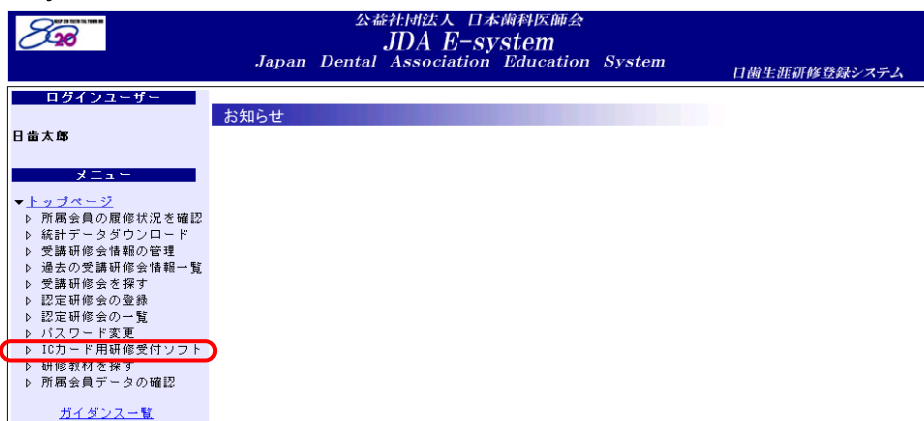 8020
公益社団法人 日本歯科医師会
JDA E-system
Japan Dental Association Education System
日歯生涯研修登録システム
ログインユーザー
日歯太郎
メニュー
▼トップページ
▷ 所属会員の履修状況を確認
▷ 統計データダウンロード
▷ 受講研修会情報の管理
▷ 過去の受講研修会情報一覧
▷ 受講研修会を探す
▷ 認定研修会の登録
▷ 認定研修会の一覧
▷ パスワード変更
▷ ICカード用研修受付ソフト
▷ 研修教材を探す
▷ 所属会員データの確認
ガイダンス一覧
お知らせ